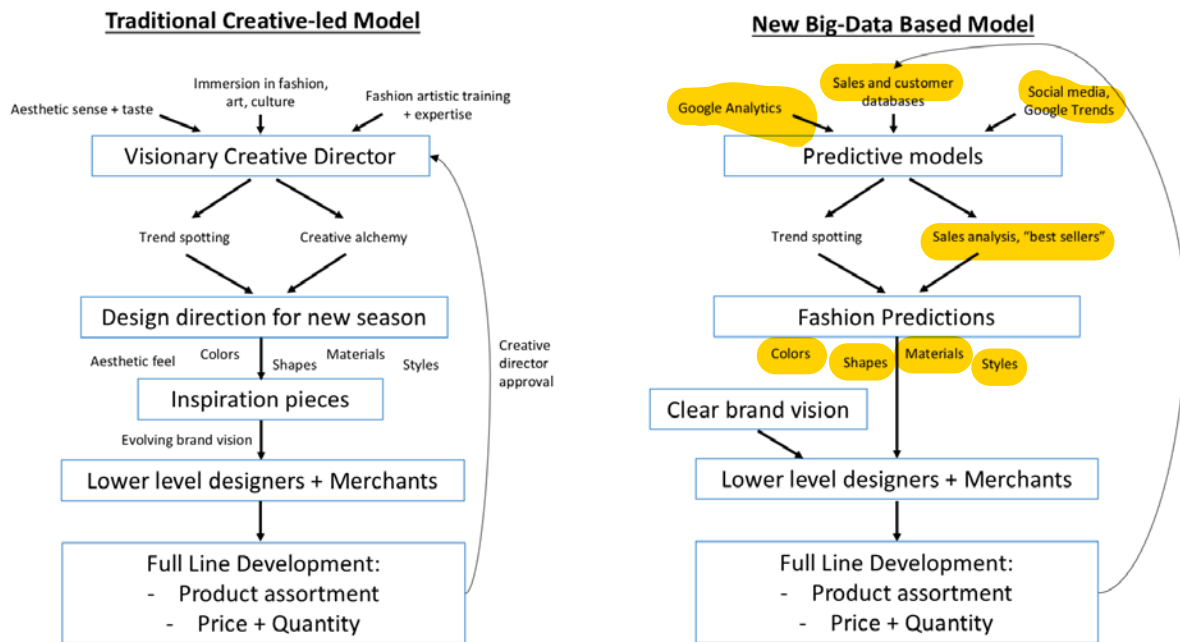 Traditional Creative-led Model
Immersion in fashion,
art, culture
Aesthetic sense + taste
Fashion artistic training
+ expertise
Visionary Creative Director
Trend spotting
Creative alchemy
Design direction for new season
Aesthetic feel
Colors
Shapes
Materials
Styles
Creative
director
approval
Inspiration pieces
Evolving brand vision
Lower level designers + Merchants
Full Line Development:
- Product assortment
- Price + Quantity
New Big-Data Based Model
Google Analytics
Sales and customer
databases
Social media,
Google Trends
Predictive models
Trend spotting
Sales analysis, “best sellers”
Fashion Predictions
Colors
Shapes
Materials
Styles
Clear brand vision
Lower level designers + Merchants
Full Line Development:
- Product assortment
- Price + Quantity